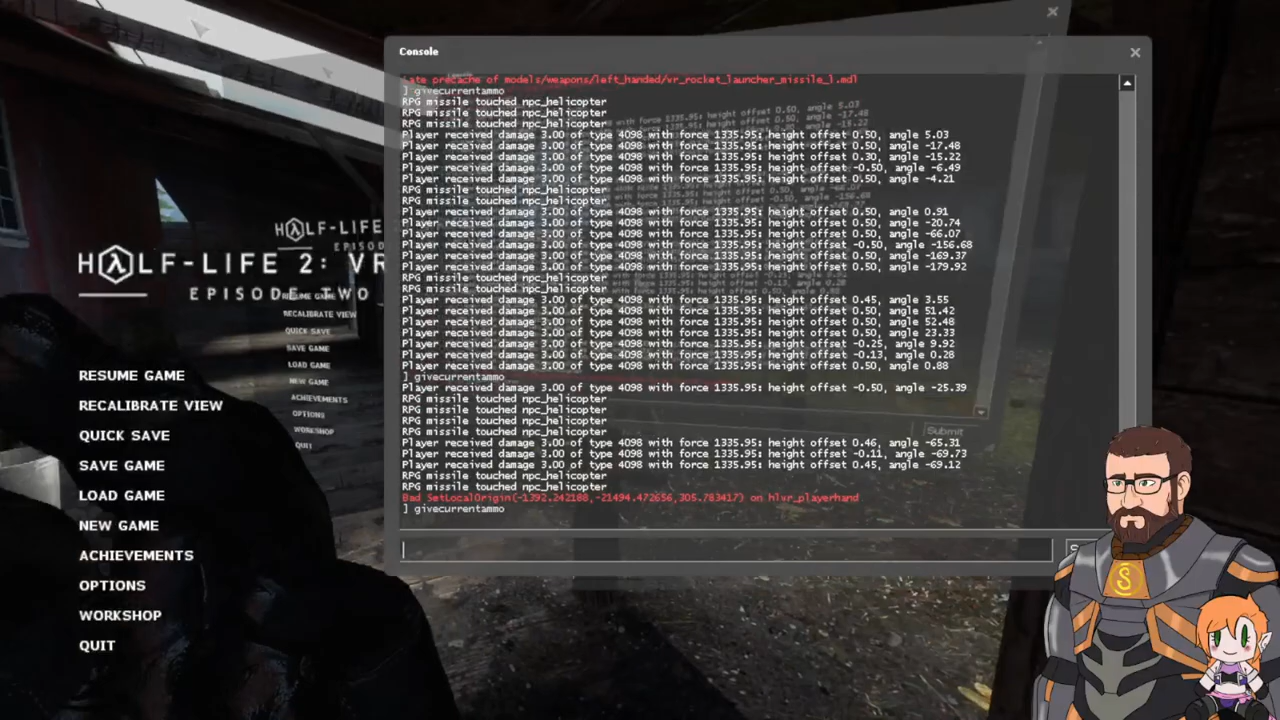 Console
late precache of models/weapons/left_handed/vr_rocket_launcher_missile_l.mdl
] givecurrentammo
RPG missile touched npc_helicopter
RPG missile touched npc_helicopter
RPG missile touched npc_helicopter
Player received damage 3.00 of type 4098 with force 1335.95: height offset 0.50, angle 5.03
Player received damage 3.00 of type 4098 with force 1335.95: height offset 0.50, angle -17.48
Player received damage 3.00 of type 4098 with force 1335.95: height offset 0.30, angle -15.22
Player received damage 3.00 of type 4098 with force 1335.95: height offset -0.50, angle -6.49
Player received damage 3.00 of type 4098 with force 1335.95: height offset 0.50, angle -4.21
RPG missile touched npc_helicopter
RPG missile touched npc_helicopter
Player received damage 3.00 of type 4098 with force 1335.95: height offset 0.50, angle 0.91
Player received damage 3.00 of type 4098 with force 1335.95: height offset 0.50, angle -20.74
Player received damage 3.00 of type 4098 with force 1335.95: height offset 0.50, angle -66.07
Player received damage 3.00 of type 4098 with force 1335.95: height offset -0.50, angle -156.68
Player received damage 3.00 of type 4098 with force 1335.95: height offset 0.50, angle -169.37
Player received damage 3.00 of type 4098 with force 1335.95: height offset 0.50, angle -179.92
RPG missile touched npc_helicopter
RPG missile touched npc_helicopter
Player received damage 3.00 of type 4098 with force 1335.95: height offset 0.45, angle 3.55
Player received damage 3.00 of type 4098 with force 1335.95: height offset 0.50, angle 51.42
Player received damage 3.00 of type 4098 with force 1335.95: height offset 0.50, angle 52.48
Player received damage 3.00 of type 4098 with force 1335.95: height offset 0.50, angle 23.33
Player received damage 3.00 of type 4098 with force 1335.95: height offset -0.25, angle 9.92
Player received damage 3.00 of type 4098 with force 1335.95: height offset -0.13, angle 0.28
Player received damage 3.00 of type 4098 with force 1335.95: height offset 0.50, angle 0.88
] givecurrentammo
Player received damage 3.00 of type 4098 with force 1335.95: height offset -0.50, angle -25.39
RPG missile touched npc_helicopter
RPG missile touched npc_helicopter
RPG missile touched npc_helicopter
RPG missile touched npc_helicopter
Player received damage 3.00 of type 4098 with force 1335.95: height offset 0.46, angle -65.31
Player received damage 3.00 of type 4098 with force 1335.95: height offset -0.11, angle -69.73
Player received damage 3.00 of type 4098 with force 1335.95: height offset 0.45, angle -69.12
RPG missile touched npc_helicopter
RPG missile touched npc_helicopter
Bad SetLocalOrigin(-1392.242188,-21494.472656,305.783417) on hlvr_playerhand
] givecurrentammo
Submit
HALF-LIFE 2: VR
EPISODE TWO
RESUME GAME
RECALIBRATE VIEW
QUICK SAVE
SAVE GAME
LOAD GAME
NEW GAME
ACHIEVEMENTS
OPTIONS
WORKSHOP
QUIT
HALF-LIFE
EPISODE
RESUME GAME
RECALIBRATE VIEW
QUICK SAVE
SAVE GAME
LOAD GAME
NEW GAME
ACHIEVEMENTS
OPTIONS
WORKSHOP
QUIT